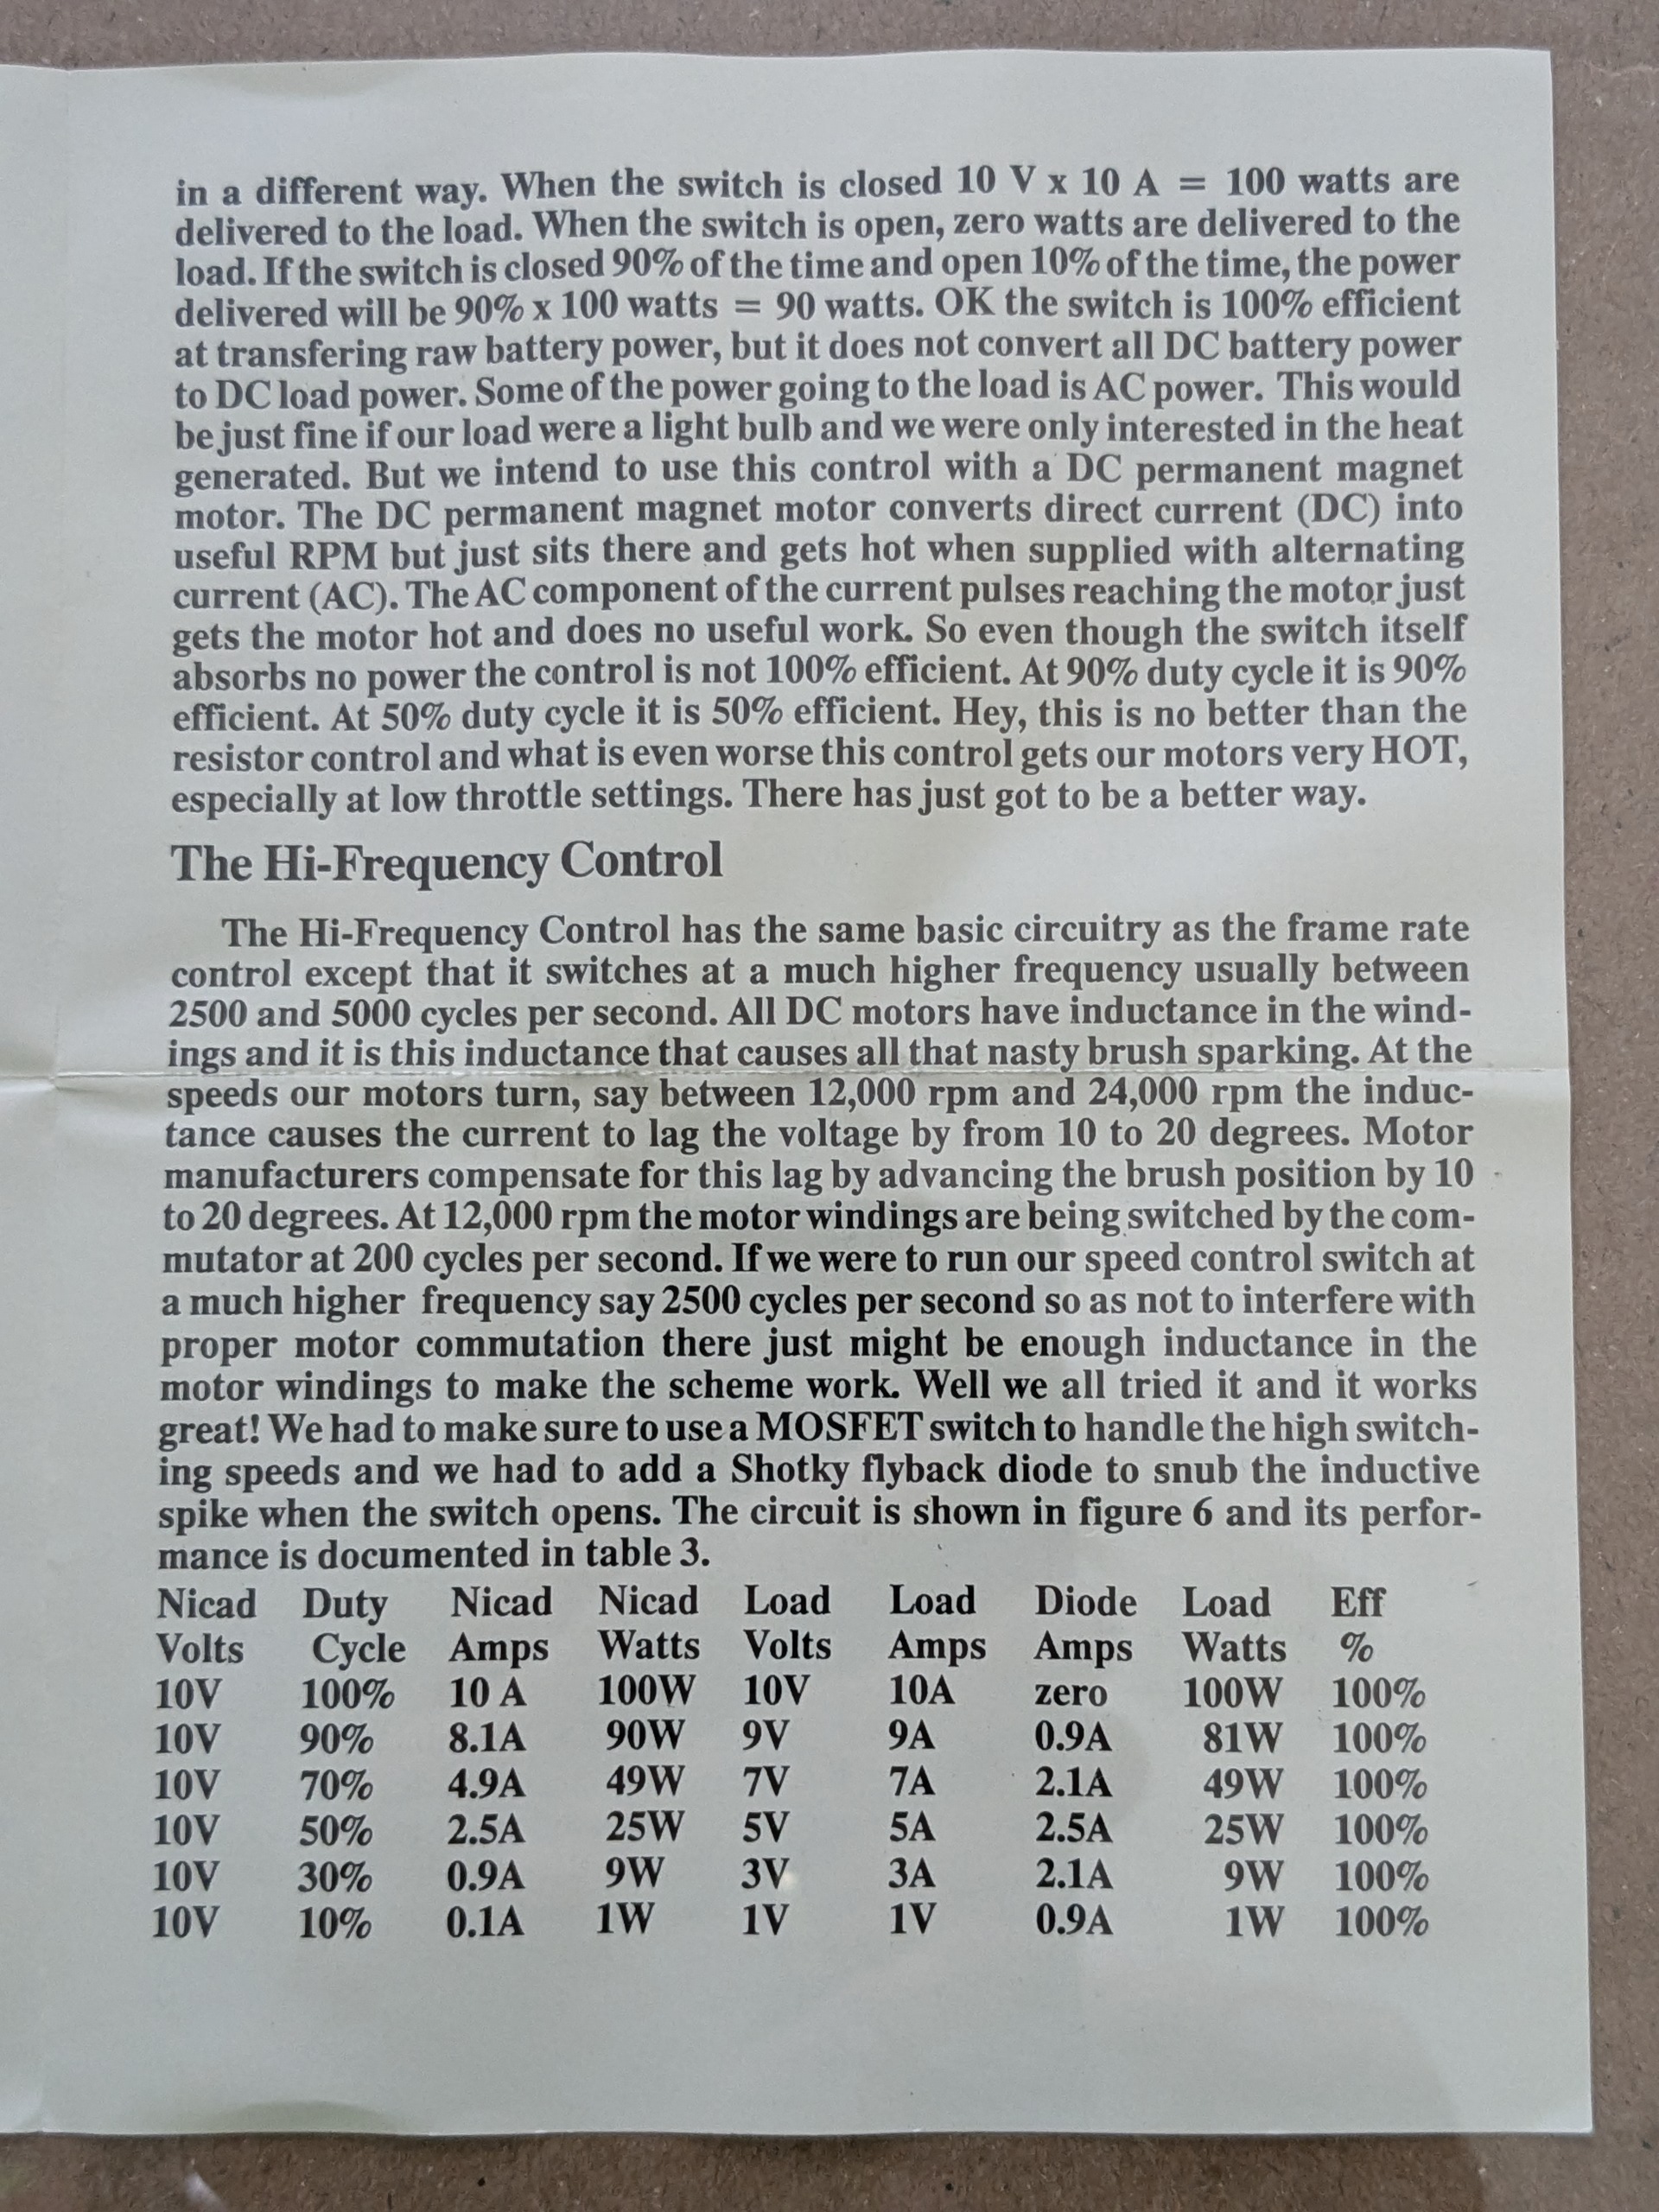 in a different way. When the switch is closed 10 V x 10 A = 100 watts are
delivered to the load. When the switch is open, zero watts are delivered to the
load. If the switch is closed 90% of the time and open 10% of the time, the power
delivered will be 90% x 100 watts = 90 watts. OK the switch is 100% efficient
at transfering raw battery power, but it does not convert all DC battery power
to DC load power. Some of the power going to the load is AC power. This would
be just fine if our load were a light bulb and we were only interested in the heat
generated. But we intend to use this control with a DC permanent magnet
motor. The DC permanent magnet motor converts direct current (DC) into
useful RPM but just sits there and gets hot when supplied with alternating
current (AC). The AC component of the current pulses reaching the motor just
gets the motor hot and does no useful work. So even though the switch itself
absorbs no power the control is not 100% efficient. At 90% duty cycle it is 90%
efficient. At 50% duty cycle it is 50% efficient. Hey, this is no better than the
resistor control and what is even worse this control gets our motors very HOT,
especially at low throttle settings. There has just got to be a better way.
The Hi-Frequency Control
The Hi-Frequency Control has the same basic circuitry as the frame rate
control except that it switches at a much higher frequency usually between
2500 and 5000 cycles per second. All DC motors have inductance in the wind-
ings and it is this inductance that causes all that nasty brush sparking. At the
speeds our motors turn, say between 12,000 rpm and 24,000 rpm the induc-
tance causes the current to lag the voltage by from 10 to 20 degrees. Motor
manufacturers compensate for this lag by advancing the brush position by 10
to 20 degrees. At 12,000 rpm the motor windings are being switched by the com-
mutator at 200 cycles per second. If we were to run our speed control switch at
a much higher frequency say 2500 cycles per second so as not to interfere with
proper motor commutation there just might be enough inductance in the
motor windings to make the scheme work. Well we all tried it and it works
great! We had to make sure to use a MOSFET switch to handle the high switch-
ing speeds and we had to add a Shotky flyback diode to snub the inductive
spike when the switch opens. The circuit is shown in figure 6 and its perfor-
mance is documented in table 3.
Nicad Duty Nicad Nicad Load Load Diode Load Eff
Volts Cycle Amps Watts Volts Amps Amps Watts %
10V 100% 10 A 100W 10V 10A zero 100W 100%
10V 90% 8.1A 90W 9V 9A 0.9A 81W 100%
10V 70% 4.9A 49W 7V 7A 2.1A 49W 100%
10V 50% 2.5A 25W 5V 5A 2.5A 25W 100%
10V 30% 0.9A 9W 3V 3A 2.1A 9W 100%
10V 10% 0.1A 1W 1V 1V 0.9A 1W 100%